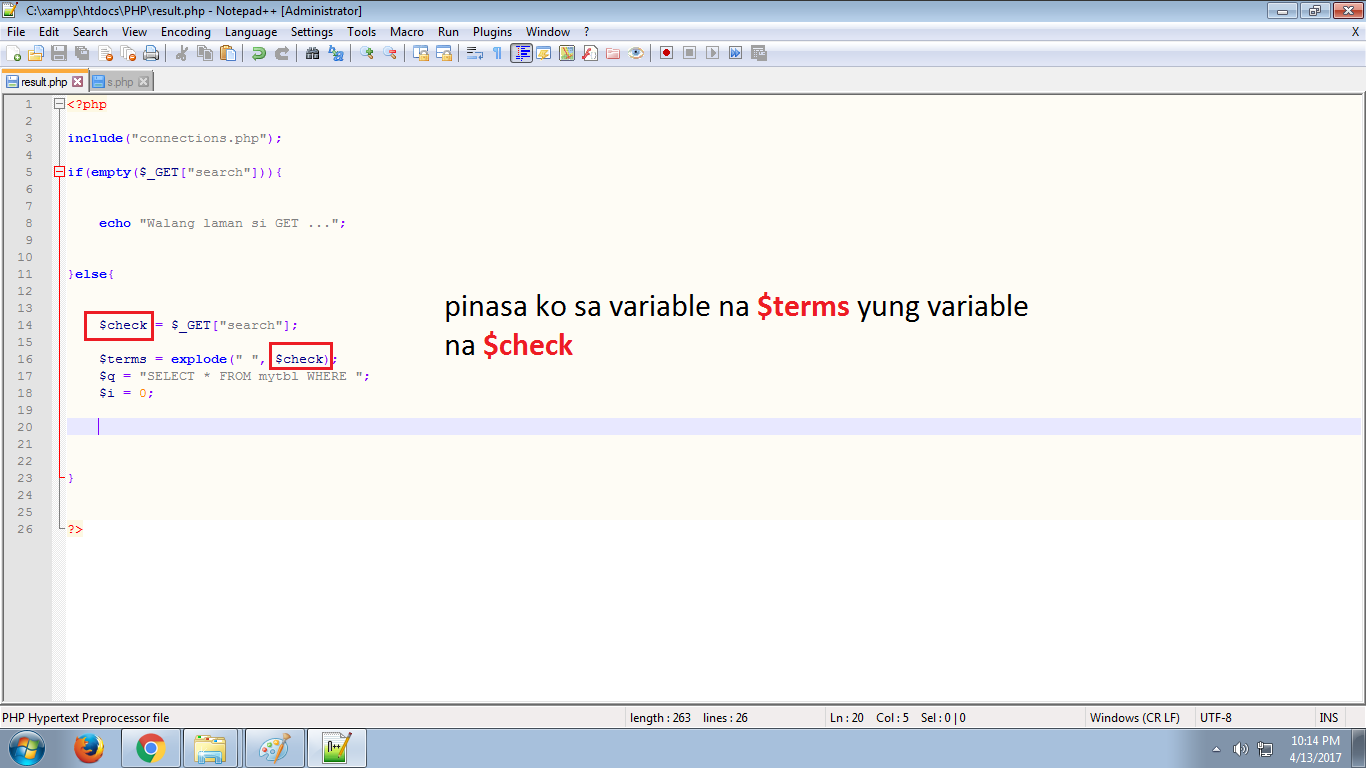 C:\xampp\htdocs\PHP\result.php - Notepad++ [Administrator]
File Edit Search View Encoding Language Settings Tools Macro Run Plugins Window ? X
result.php s.php
1 <?php
2
3 include("connections.php");
4
5 if(empty($_GET["search"])){
6
7
8 echo "Walang laman si GET ...";
9
10
11 }else{
12
13
14 $check = $_GET["search"];
15
16 $terms = explode(" ", $check);
17 $q = "SELECT * FROM mytbl WHERE ";
18 $i = 0;
19
20
21
22
23 }
24
25
26 ?>
pinasa ko sa variable na $terms yung variable
na $check
PHP Hypertext Preprocessor file length : 263 lines : 26 Ln : 20 Col : 5 Sel : 0 | 0 Windows (CR LF) UTF-8 INS
10:14 PM
4/13/2017